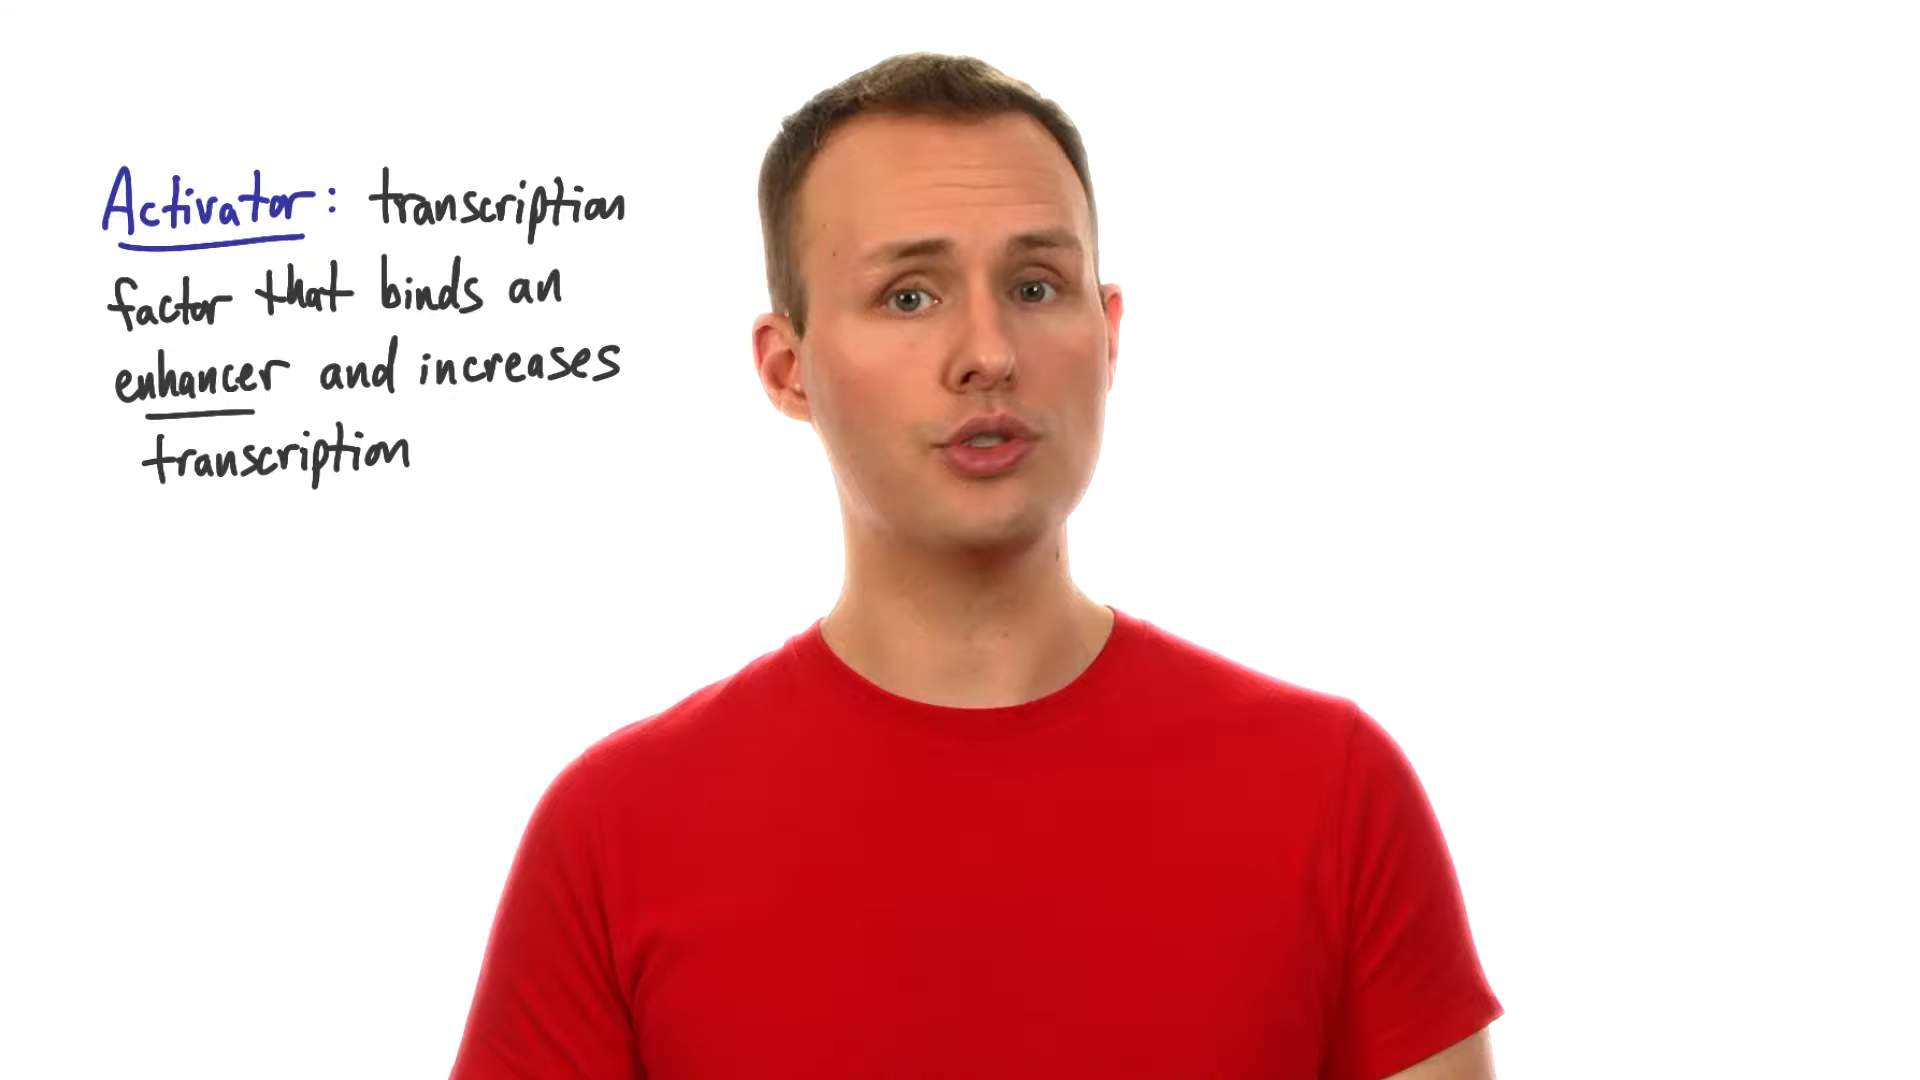 Activator: transcription
factor that binds an
enhancer and increases
transcription